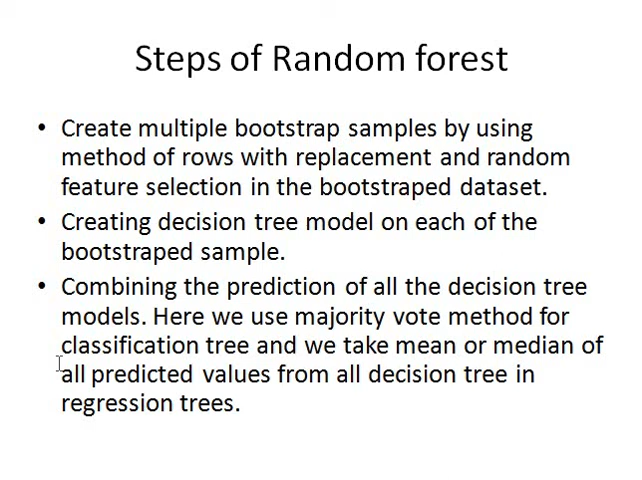 Steps of Random forest
• Create multiple bootstrap samples by using
method of rows with replacement and random
feature selection in the bootstraped dataset.
• Creating decision tree model on each of the
bootstraped sample.
• Combining the prediction of all the decision tree
models. Here we use majority vote method for
classification tree and we take mean or median of
all predicted values from all decision tree in
regression trees.